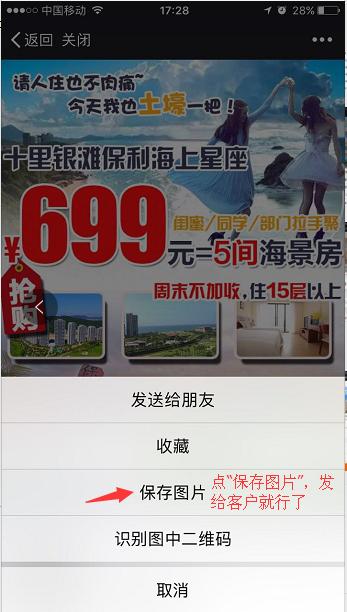 中国移动 17:28 28%
返回 关闭
请人住也不肉痛~
今天我也土壕一把！
十里银滩保利海上星座
闺蜜/同学/部门拉手聚
¥699元=5间海景房
抢购
周末不加收,住15层以上
发送给朋友
收藏
保存图片
点“保存图片”，发
给客户就行了
识别图中二维码
取消